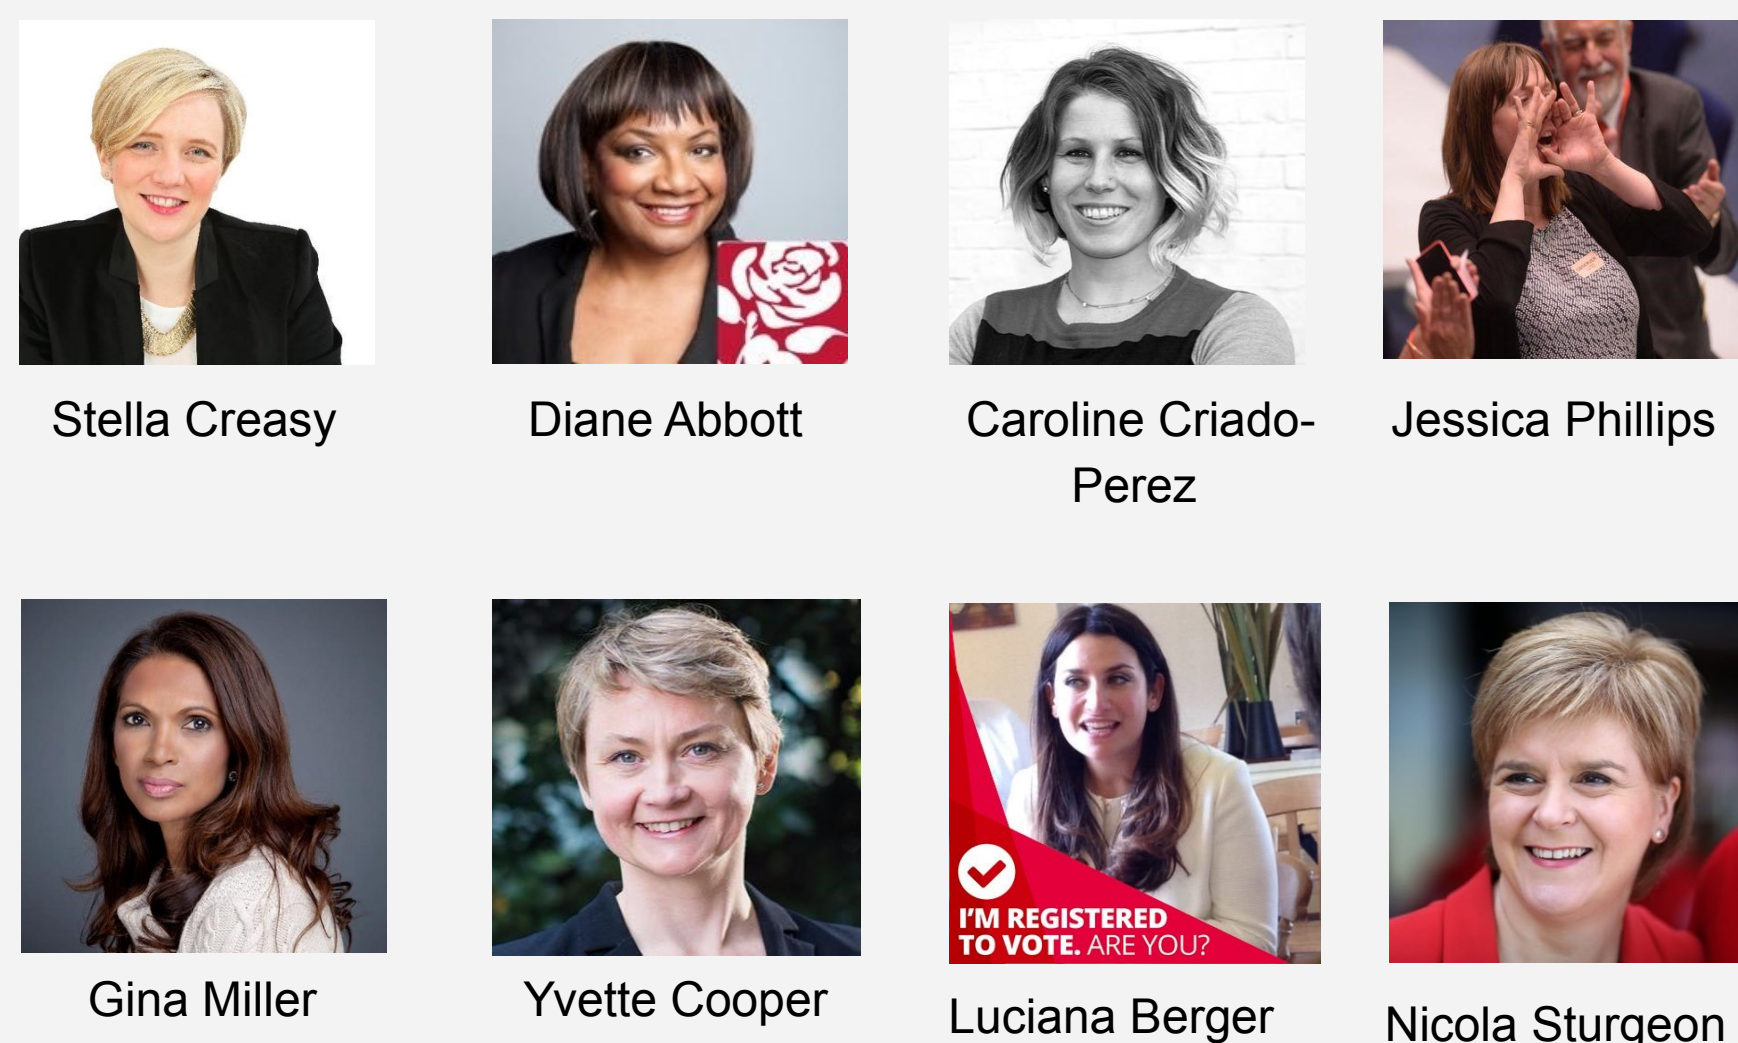 Stella Creasy
Diane Abbott
Caroline Criado-
Perez
Jessica Phillips
I'M REGISTERED
TO VOTE. ARE YOU?
Gina Miller
Yvette Cooper
Luciana Berger
Nicola Sturgeon